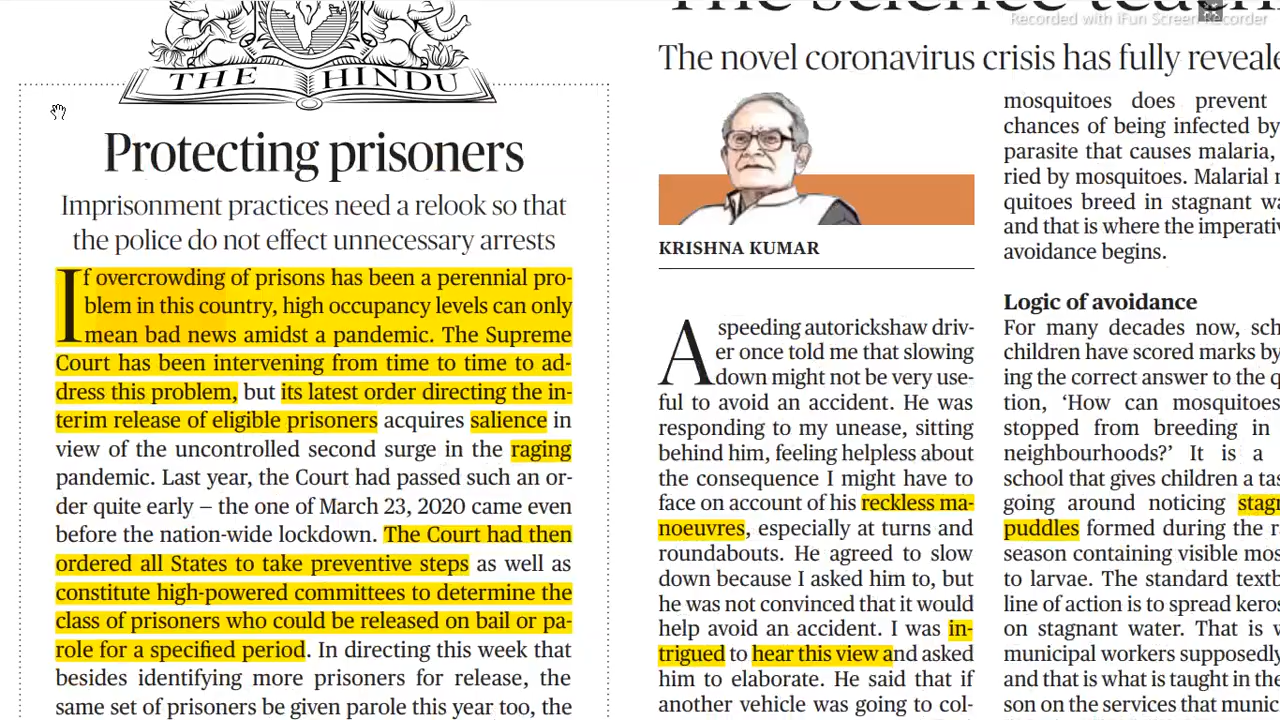 The science teach
Recorded with iFun Screen Recorder
THE HINDU
The novel coronavirus crisis has fully reveale
Protecting prisoners
Imprisonment practices need a relook so that
the police do not effect unnecessary arrests
If overcrowding of prisons has been a perennial pro-
blem in this country, high occupancy levels can only
mean bad news amidst a pandemic. The Supreme
Court has been intervening from time to time to ad-
dress this problem, but its latest order directing the in-
terim release of eligible prisoners acquires salience in
view of the uncontrolled second surge in the raging
pandemic. Last year, the Court had passed such an or-
der quite early – the one of March 23, 2020 came even
before the nation-wide lockdown. The Court had then
ordered all States to take preventive steps as well as
constitute high-powered committees to determine the
class of prisoners who could be released on bail or pa-
role for a specified period. In directing this week that
besides identifying more prisoners for release, the
same set of prisoners be given parole this year too, the
KRISHNA KUMAR
A speeding autorickshaw driv-
er once told me that slowing
down might not be very use-
ful to avoid an accident. He was
responding to my unease, sitting
behind him, feeling helpless about
the consequence I might have to
face on account of his reckless ma-
noeuvres, especially at turns and
roundabouts. He agreed to slow
down because I asked him to, but
he was not convinced that it would
help avoid an accident. I was in-
trigued to hear this view and asked
him to elaborate. He said that if
another vehicle was going to col-
mosquitoes does prevent
chances of being infected by
parasite that causes malaria,
ried by mosquitoes. Malarial
quitoes breed in stagnant wa
and that is where the imperativ
avoidance begins.
Logic of avoidance
For many decades now, sch
children have scored marks by
ing the correct answer to the q
tion, ‘How can mosquitoes
stopped from breeding in
neighbourhoods?’ It is a
school that gives children a tas
going around noticing stagn
puddles formed during the r
season containing visible mos
to larvae. The standard textb
line of action is to spread keros
on stagnant water. That is w
municipal workers supposedly
and that is what is taught in the
son on the services that munic